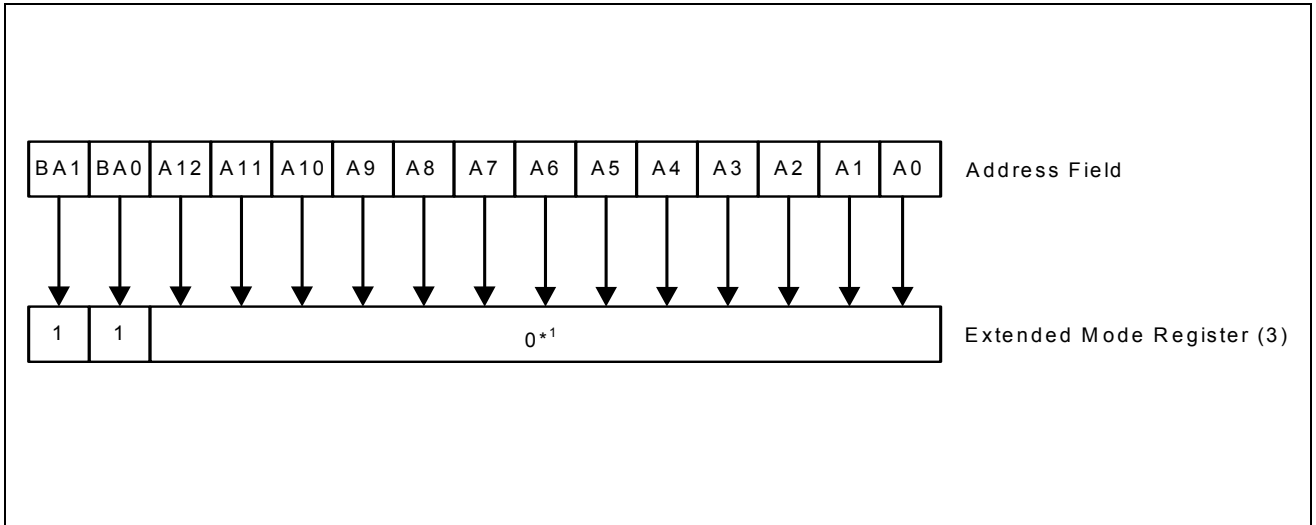 BA1 BA0 A12 A11 A10 A9 A8 A7 A6 A5 A4 A3 A2 A1 A0 Address Field
1 1 0*1 Extended Mode Register (3)